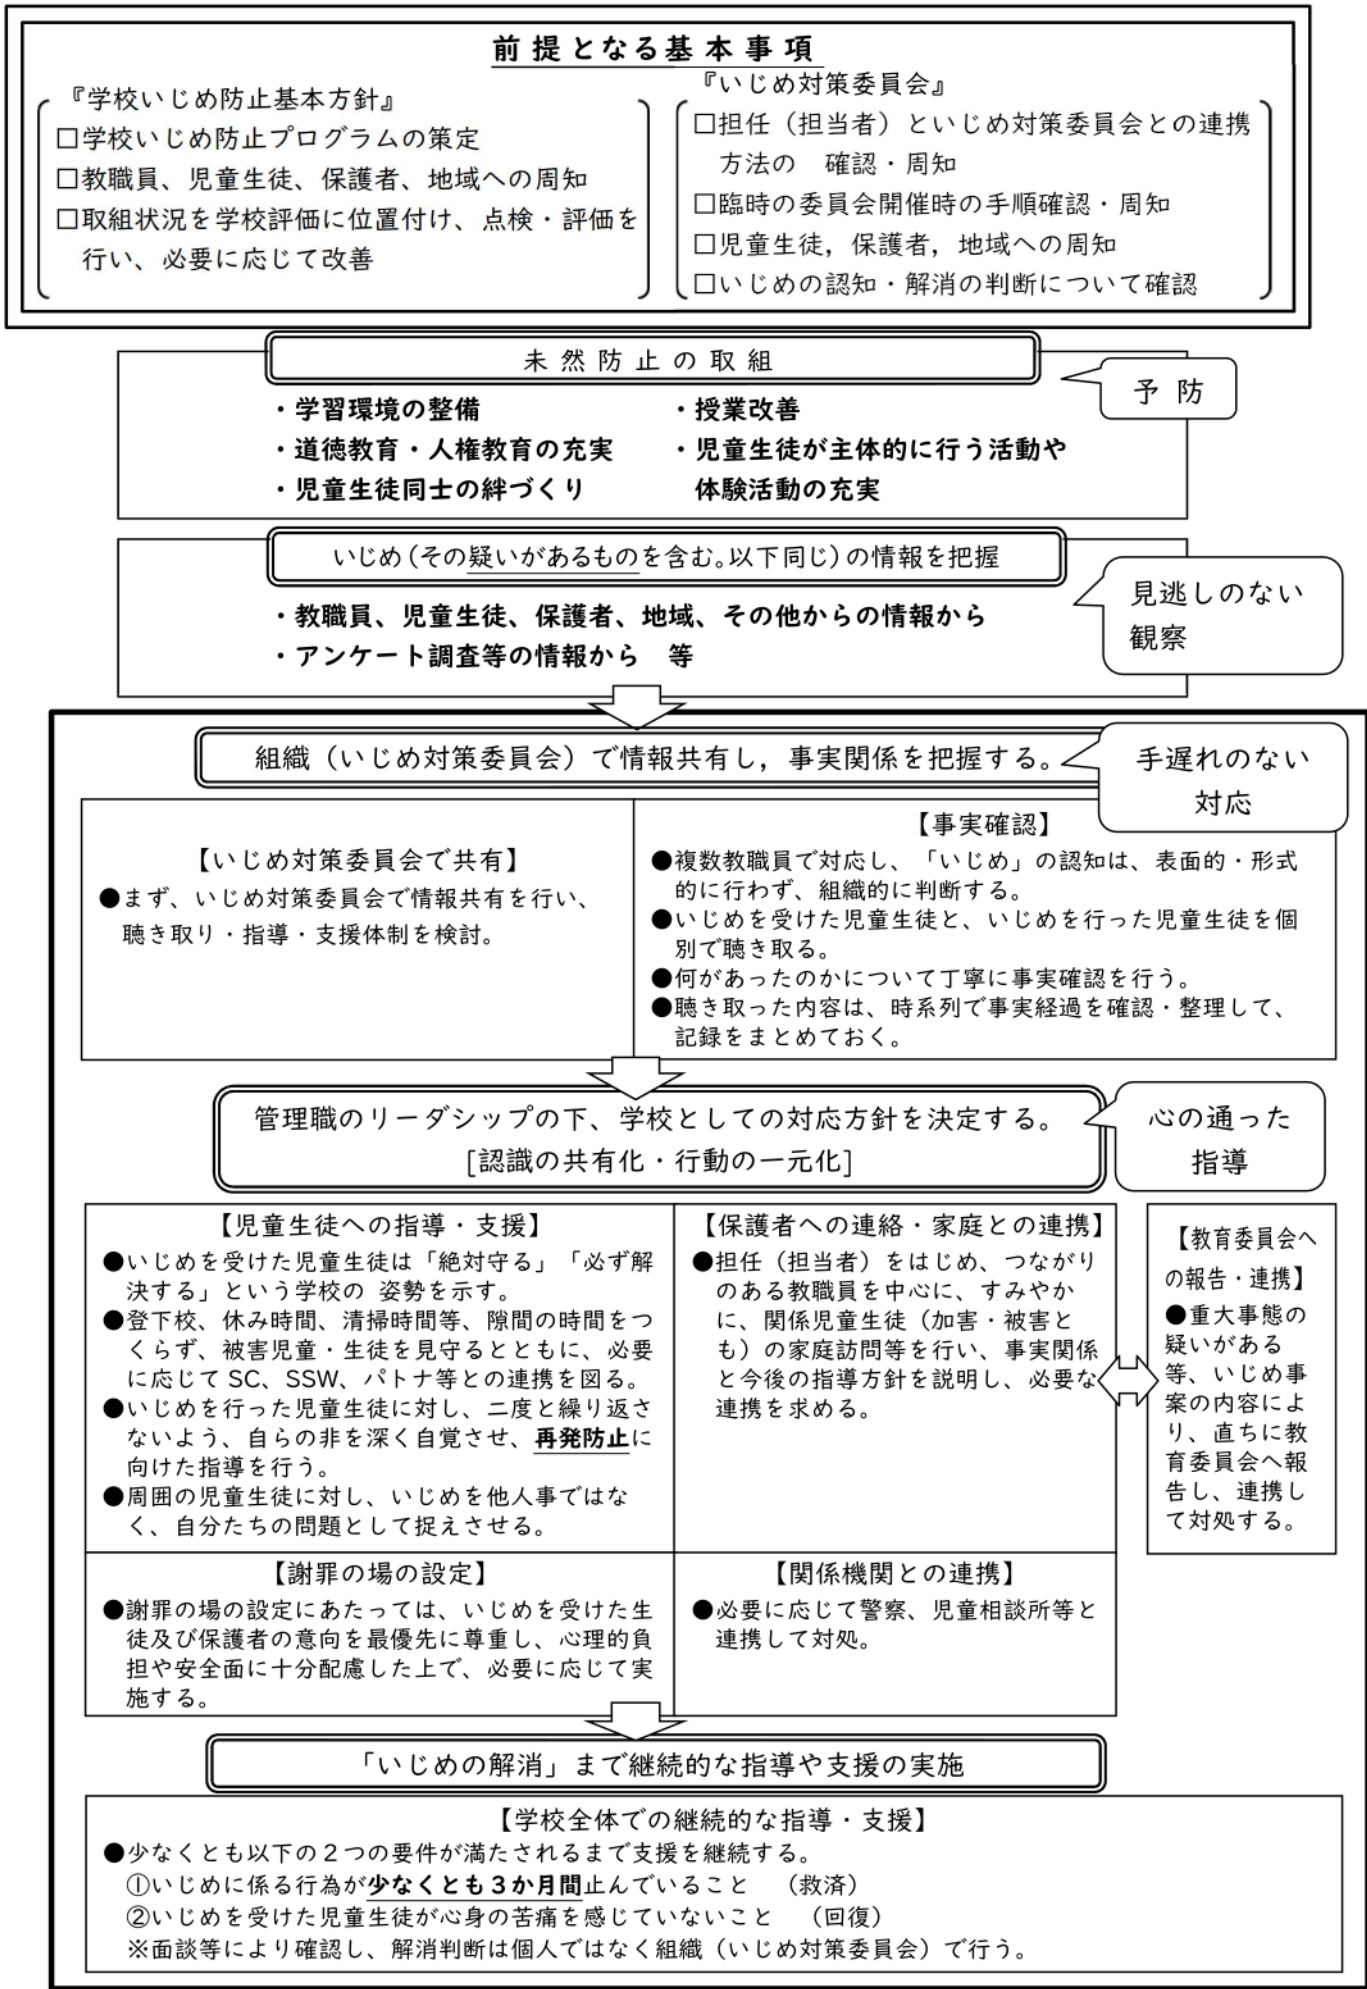 前提となる基本事項
『学校いじめ防止基本方針』
□学校いじめ防止プログラムの策定
□教職員、児童生徒、保護者、地域への周知
□取組状況を学校評価に位置付け、点検・評価を
行い、必要に応じて改善
『いじめ対策委員会』
□担任（担当者）といじめ対策委員会との連携
方法の　確認・周知
□臨時の委員会開催時の手順確認・周知
□児童生徒，保護者，地域への周知
□いじめの認知・解消の判断について確認
未然防止の取組
予防
・学習環境の整備
・道徳教育・人権教育の充実
・児童生徒同士の絆づくり
・授業改善
・児童生徒が主体的に行う活動や
体験活動の充実
いじめ（その疑いがあるものを含む。以下同じ）の情報を把握
見逃しのない
観察
・教職員、児童生徒、保護者、地域、その他からの情報から
・アンケート調査等の情報から　等
組織（いじめ対策委員会）で情報共有し，事実関係を把握する。
手遅れのない
対応
【いじめ対策委員会で共有】
●まず、いじめ対策委員会で情報共有を行い、
聴き取り・指導・支援体制を検討。
【事実確認】
●複数教職員で対応し、「いじめ」の認知は、表面的・形式
的に行わず、組織的に判断する。
●いじめを受けた児童生徒と、いじめを行った児童生徒を個
別で聴き取る。
●何があったのかについて丁寧に事実確認を行う。
●聴き取った内容は、時系列で事実経過を確認・整理して、
記録をまとめておく。
管理職のリーダシップの下、学校としての対応方針を決定する。
[認識の共有化・行動の一元化]
心の通った
指導
【児童生徒への指導・支援】
●いじめを受けた児童生徒は「絶対守る」「必ず解
決する」という学校の 姿勢を示す。
●登下校、休み時間、清掃時間等、隙間の時間をつ
くらず、被害児童・生徒を見守るとともに、必要
に応じて SC、SSW、パトナ等との連携を図る。
●いじめを行った児童生徒に対し、二度と繰り返さ
ないよう、自らの非を深く自覚させ、再発防止に
向けた指導を行う。
●周囲の児童生徒に対し、いじめを他人事ではな
く、自分たちの問題として捉えさせる。
【保護者への連絡・家庭との連携】
●担任（担当者）をはじめ、つながり
のある教職員を中心に、すみやか
に、関係児童生徒（加害・被害と
も）の家庭訪問等を行い、事実関係
と今後の指導方針を説明し、必要な
連携を求める。
【教育委員会へ
の報告・連携】
●重大事態の
疑いがある
等、いじめ事
案の内容によ
り、直ちに教
育委員会へ報
告し、連携し
て対処する。
【謝罪の場の設定】
●謝罪の場の設定にあたっては、いじめを受けた生
徒及び保護者の意向を最優先に尊重し、心理的負
担や安全面に十分配慮した上で、必要に応じて実
施する。
【関係機関との連携】
●必要に応じて警察、児童相談所等と
連携して対処。
「いじめの解消」まで継続的な指導や支援の実施
【学校全体での継続的な指導・支援】
●少なくとも以下の２つの要件が満たされるまで支援を継続する。
①いじめに係る行為が少なくとも３か月間止んでいること　（救済）
②いじめを受けた児童生徒が心身の苦痛を感じていないこと　（回復）
※面談等により確認し、解消判断は個人ではなく組織（いじめ対策委員会）で行う。